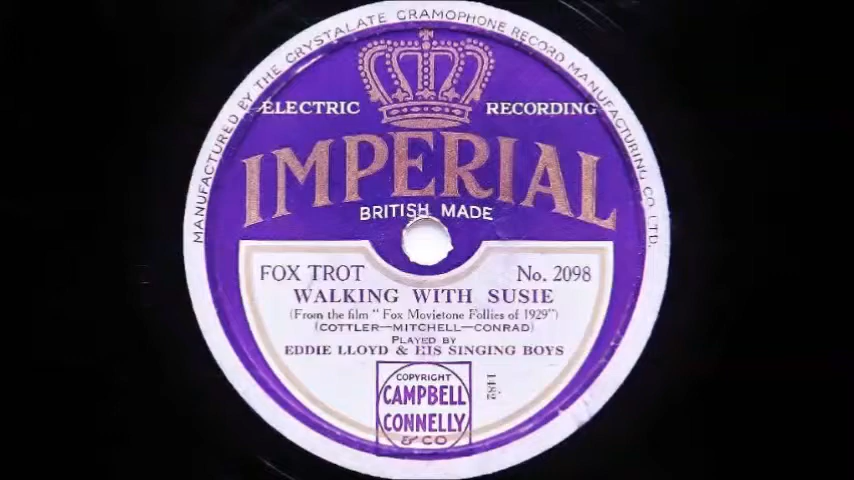 MANUFACTURED BY THE CRYSTALATE GRAMOPHONE RECORD MANUFACTURING CO. LTD.
ELECTRIC RECORDING
IMPERIAL
BRITISH MADE
FOX TROT No. 2098
WALKING WITH SUSIE
(From the film "Fox Movietone Follies of 1929")
(COTTLER—MITCHELL—CONRAD)
PLAYED BY
EDDIE LLOYD & HIS SINGING BOYS
COPYRIGHT
CAMPBELL
CONNELLY
& CO
1482